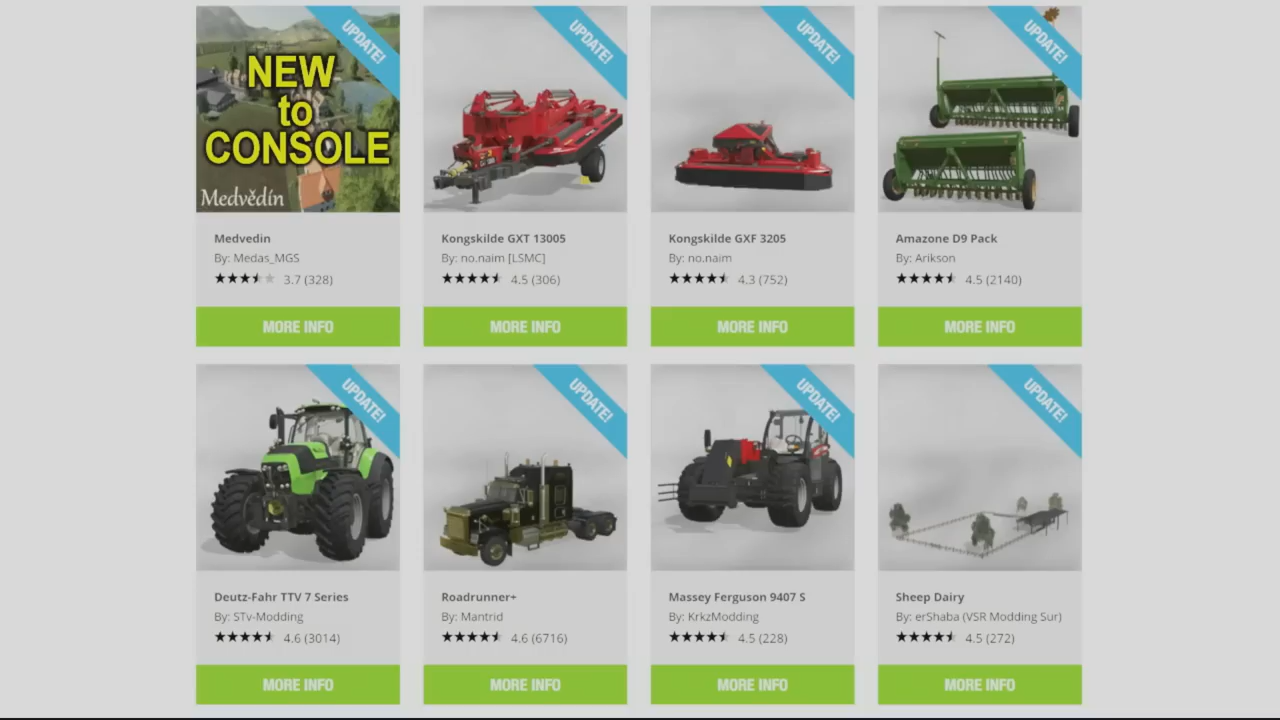 UPDATE!
NEW
to
CONSOLE
Medvědín
UPDATE!
UPDATE!
UPDATE!
Medvedin
By: Medas_MGS
3.7 (328)
MORE INFO
Kongskilde GXT 13005
By: no.naim [LSMC]
4.5 (306)
MORE INFO
Kongskilde GXF 3205
By: no.naim
4.3 (752)
MORE INFO
Amazone D9 Pack
By: Arikson
4.5 (2140)
MORE INFO
UPDATE!
UPDATE!
UPDATE!
UPDATE!
Deutz-Fahr TTV 7 Series
By: STv-Modding
4.6 (3014)
MORE INFO
Roadrunner+
By: Mantrid
4.6 (6716)
MORE INFO
Massey Ferguson 9407 S
By: KrkzModding
4.5 (228)
MORE INFO
Sheep Dairy
By: erShaba (VSR Modding Sur)
4.5 (272)
MORE INFO